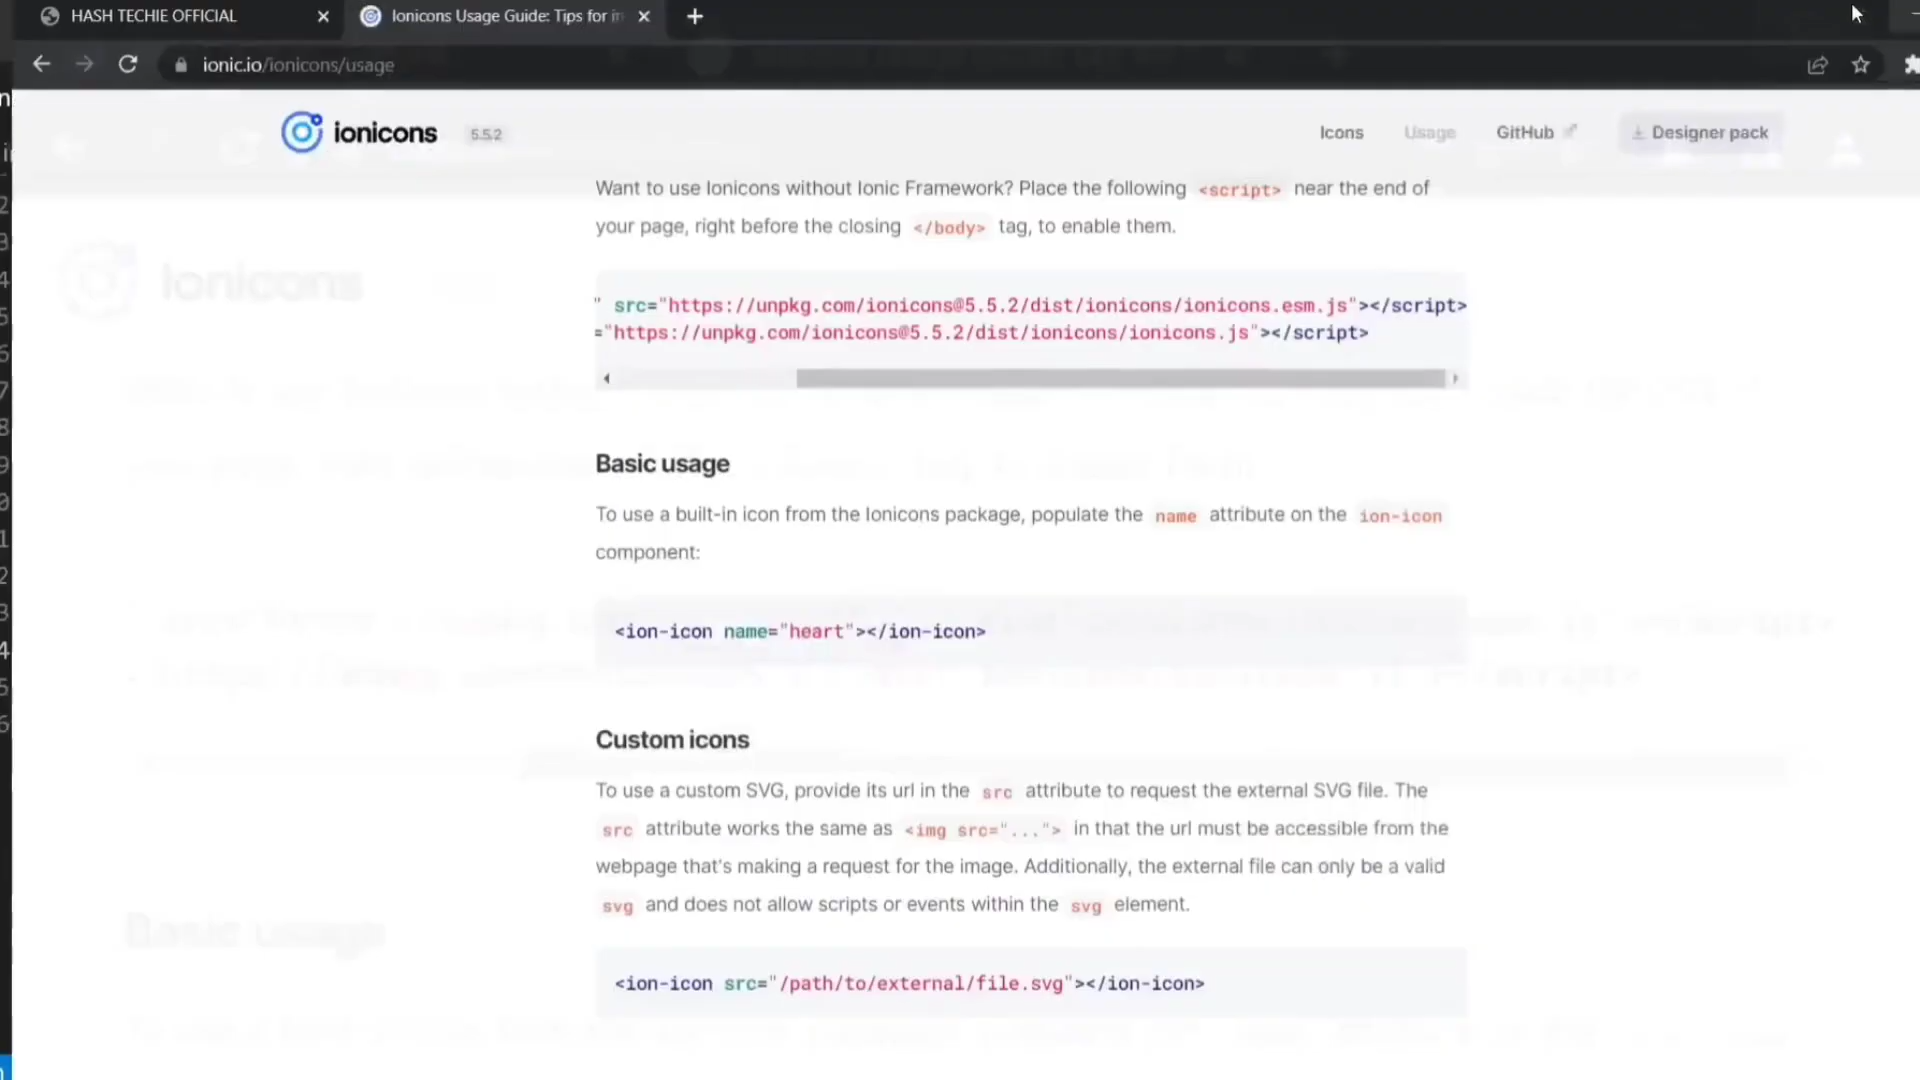 HASH TECHIE OFFICIAL
Ionicons Usage Guide: Tips for in
ionic.io/ionicons/usage
ionicons 5.5.2 Icons Usage GitHub Designer pack
Want to use Ionicons without Ionic Framework? Place the following <script> near the end of
your page, right before the closing </body> tag, to enable them.
" src="https://unpkg.com/ionicons@5.5.2/dist/ionicons/ionicons.esm.js"></script>
="https://unpkg.com/ionicons@5.5.2/dist/ionicons/ionicons.js"></script>
Basic usage
To use a built-in icon from the Ionicons package, populate the name attribute on the ion-icon
component:
<ion-icon name="heart"></ion-icon>
Custom icons
To use a custom SVG, provide its url in the src attribute to request the external SVG file. The
src attribute works the same as <img src="..."> in that the url must be accessible from the
webpage that's making a request for the image. Additionally, the external file can only be a valid
svg and does not allow scripts or events within the svg element.
<ion-icon src="/path/to/external/file.svg"></ion-icon>